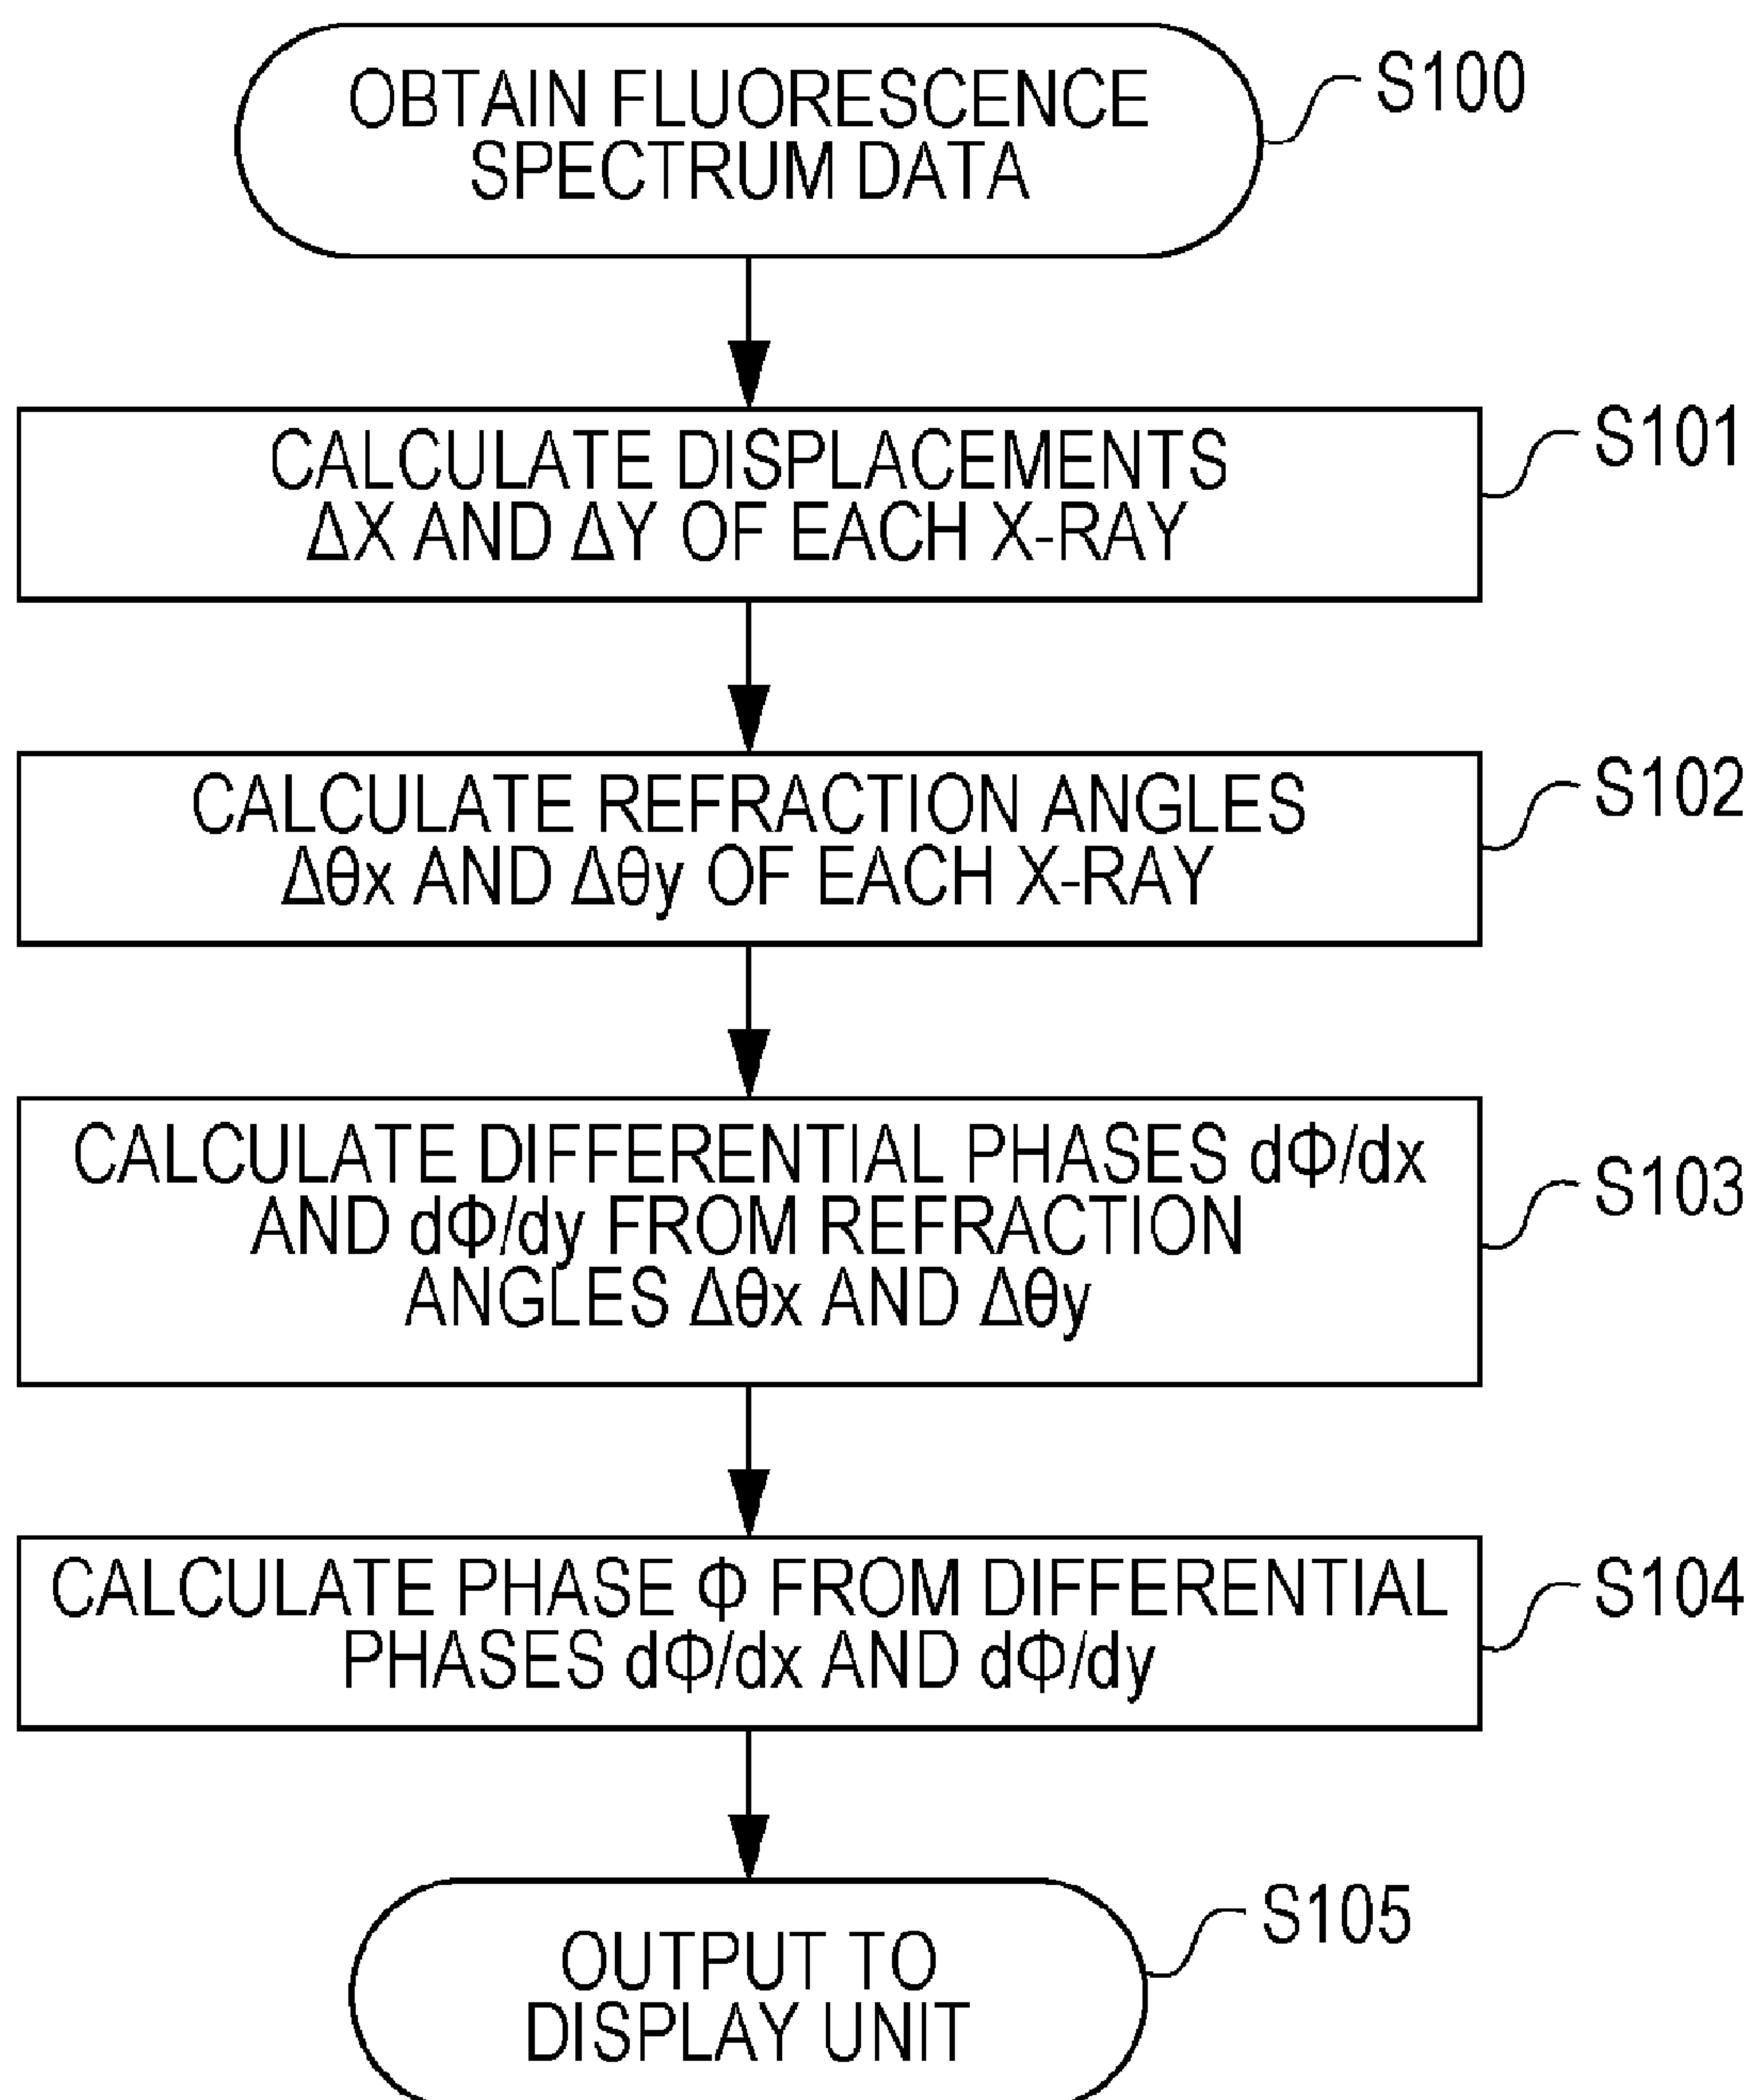 OBTAIN FLUORESCENCE
SPECTRUM DATA
S100
CALCULATE DISPLACEMENTS
ΔX AND ΔY OF EACH X-RAY
S101
CALCULATE REFRACTION ANGLES
Δθx AND Δθy OF EACH X-RAY
S102
CALCULATE DIFFERENTIAL PHASES dΦ/dx
AND dΦ/dy FROM REFRACTION
ANGLES Δθx AND Δθy
S103
CALCULATE PHASE Φ FROM DIFFERENTIAL
PHASES dΦ/dx AND dΦ/dy
S104
OUTPUT TO
DISPLAY UNIT
S105